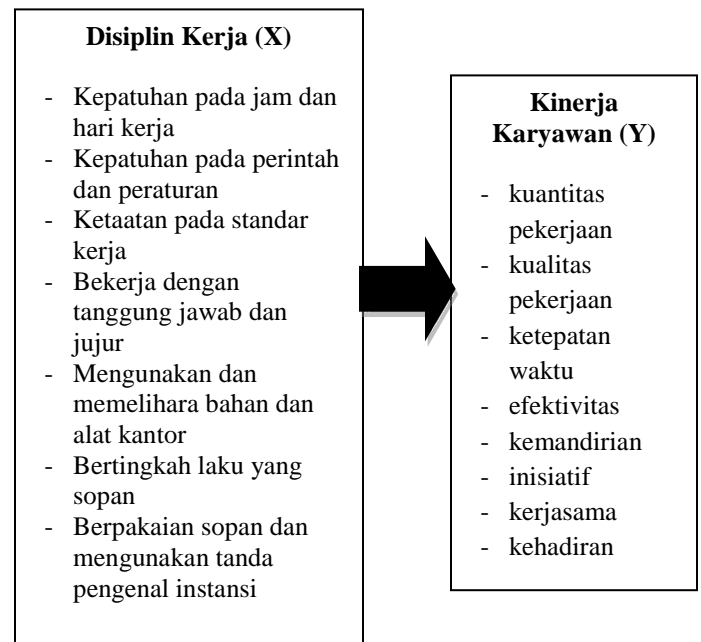 Disiplin Kerja (X)
- Kepatuhan pada jam dan
hari kerja
- Kepatuhan pada perintah
dan peraturan
- Ketaatan pada standar
kerja
- Bekerja dengan
tanggung jawab dan
jujur
- Mengunakan dan
memelihara bahan dan
alat kantor
- Bertingkah laku yang
sopan
- Berpakaian sopan dan
mengunakan tanda
pengenal instansi
Kinerja
Karyawan (Y)
- kuantitas
pekerjaan
- kualitas
pekerjaan
- ketepatan
waktu
- efektivitas
- kemandirian
- inisiatif
- kerjasama
- kehadiran